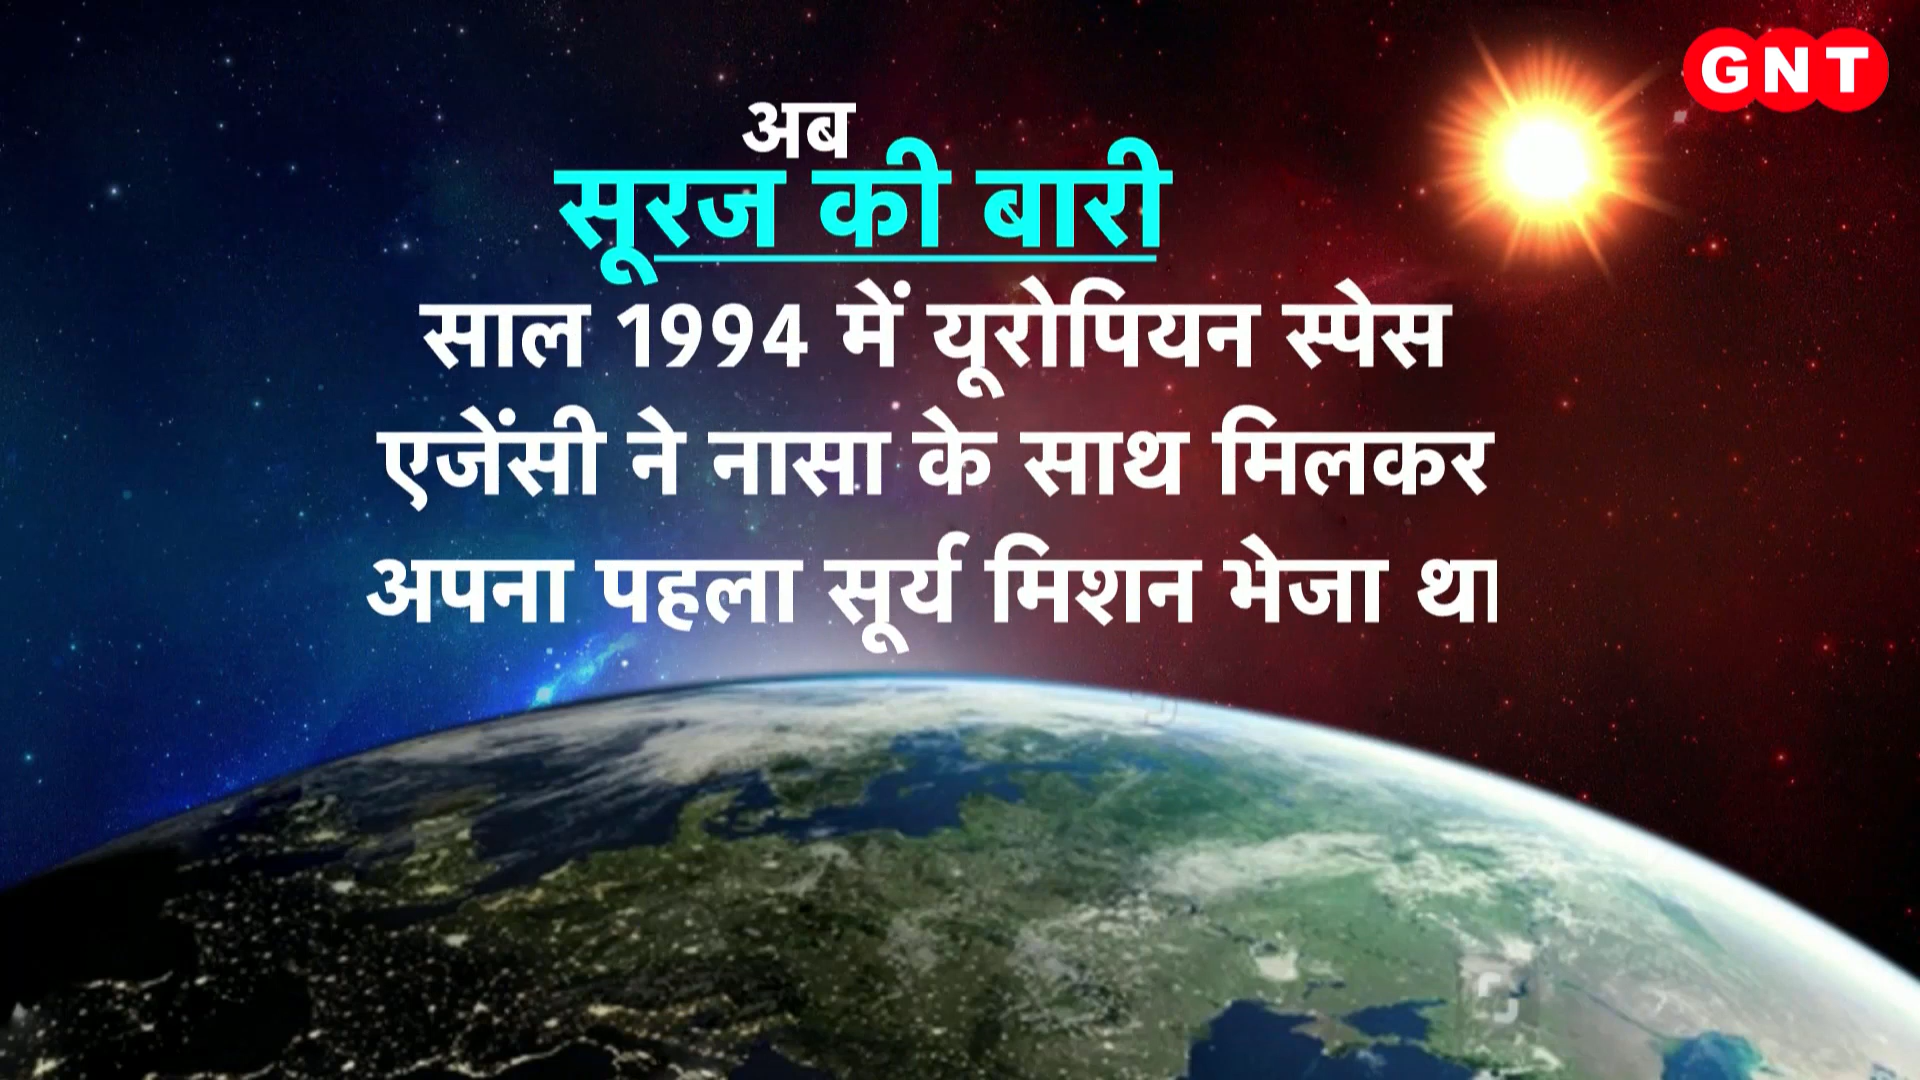 GNT
अब
सूरज की बारी
साल 1994 में यूरोपियन स्पेस
एजेंसी ने नासा के साथ मिलकर
अपना पहला सूर्य मिशन भेजा था